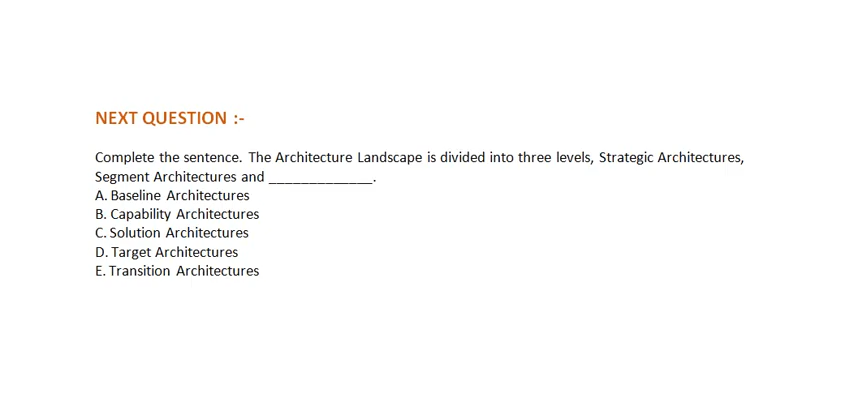 NEXT QUESTION :-
Complete the sentence. The Architecture Landscape is divided into three levels, Strategic Architectures,
Segment Architectures and _____________.
A. Baseline Architectures
B. Capability Architectures
C. Solution Architectures
D. Target Architectures
E. Transition Architectures